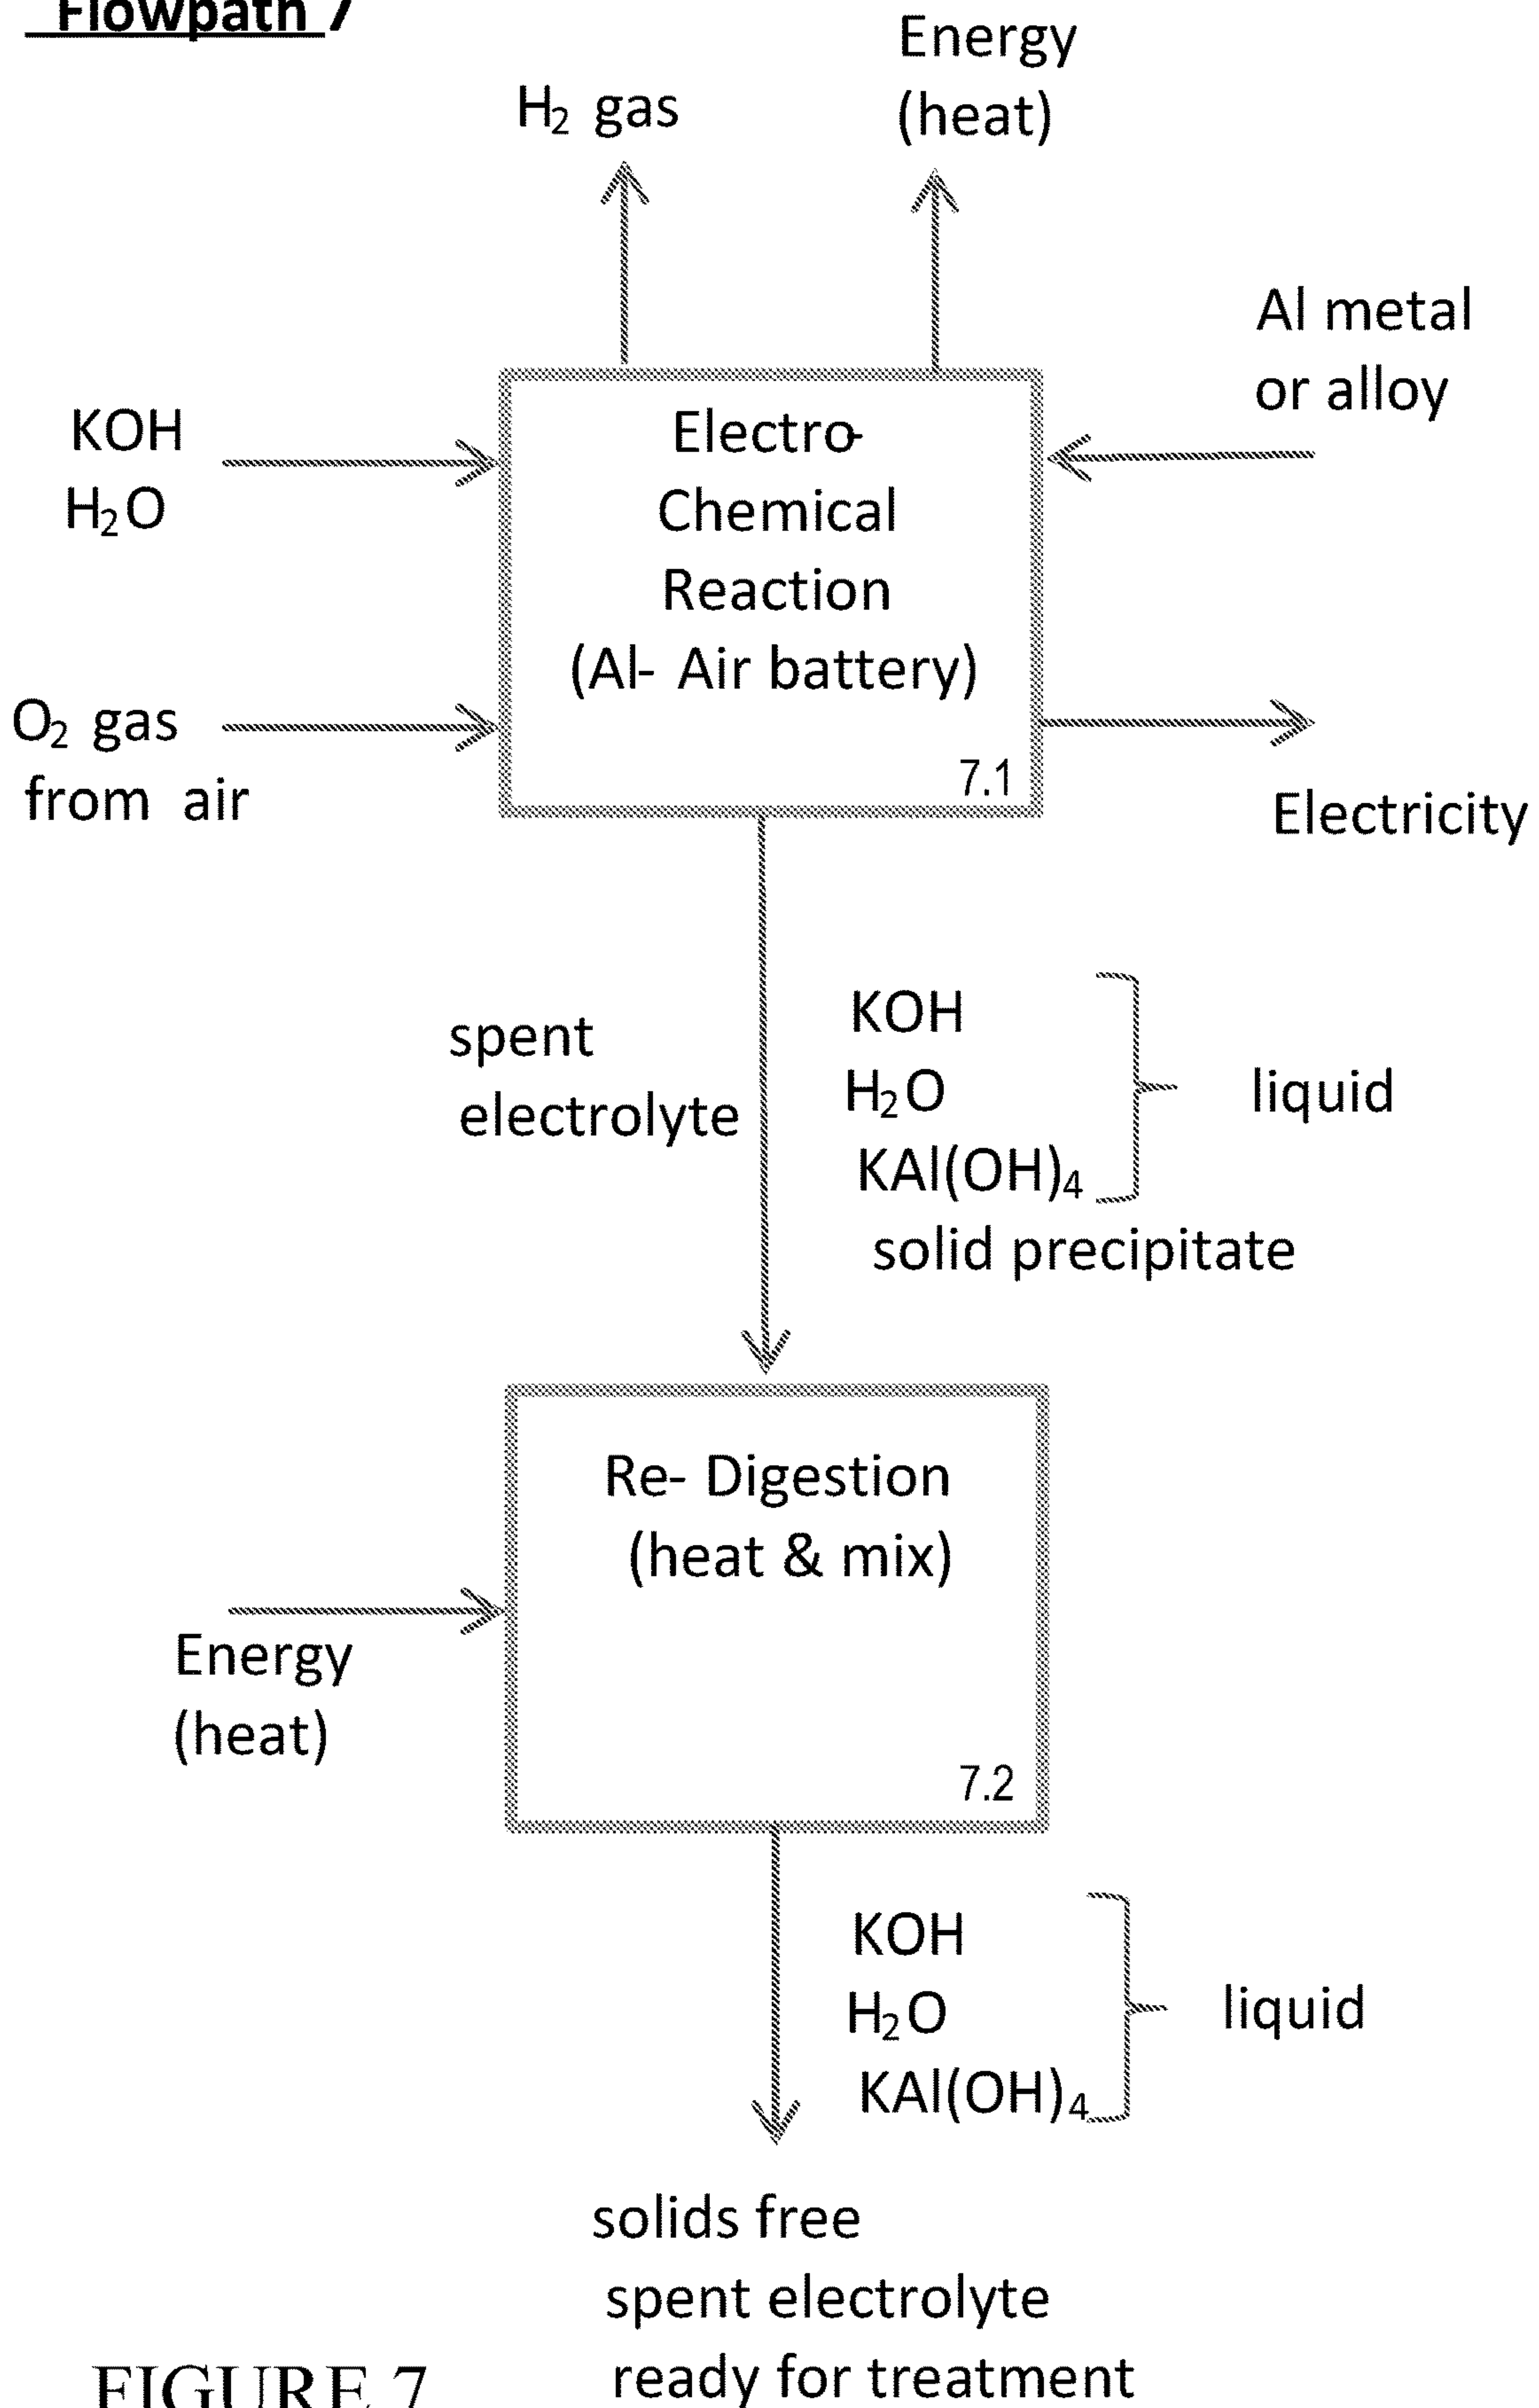 Flowpath 7
Energy
(heat)
H₂ gas
Al metal
or alloy
KOH
H₂O
Electro-
Chemical
Reaction
(Al- Air battery)
7.1
O₂ gas
from air
Electricity
spent
electrolyte
KOH
H₂O
KAl(OH)₄
liquid
solid precipitate
Re- Digestion
(heat & mix)
7.2
Energy
(heat)
KOH
H₂O
KAl(OH)₄
liquid
solids free
spent electrolyte
ready for treatment
FIGURE 7